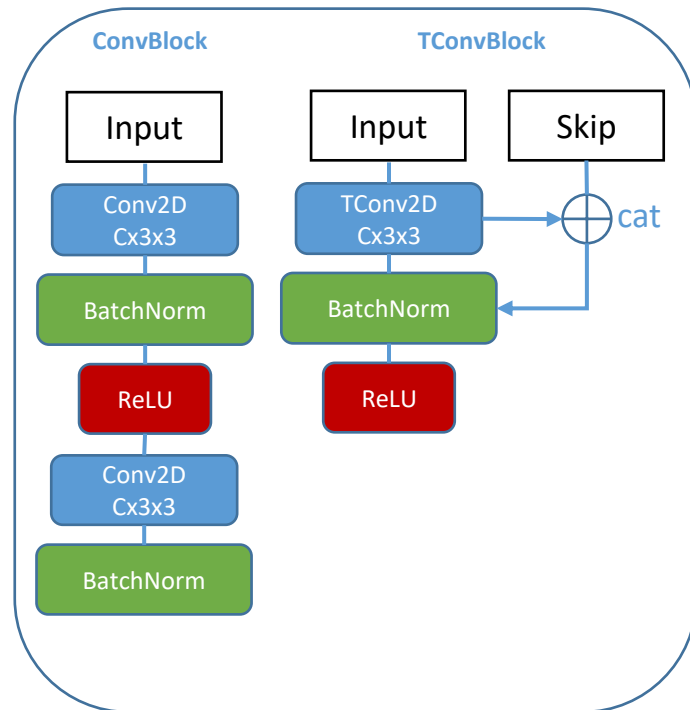 ConvBlock
Input
Conv2D
Cx3x3
BatchNorm
ReLU
Conv2D
Cx3x3
BatchNorm
TConvBlock
Input
Skip
TConv2D
Cx3x3
cat
BatchNorm
ReLU